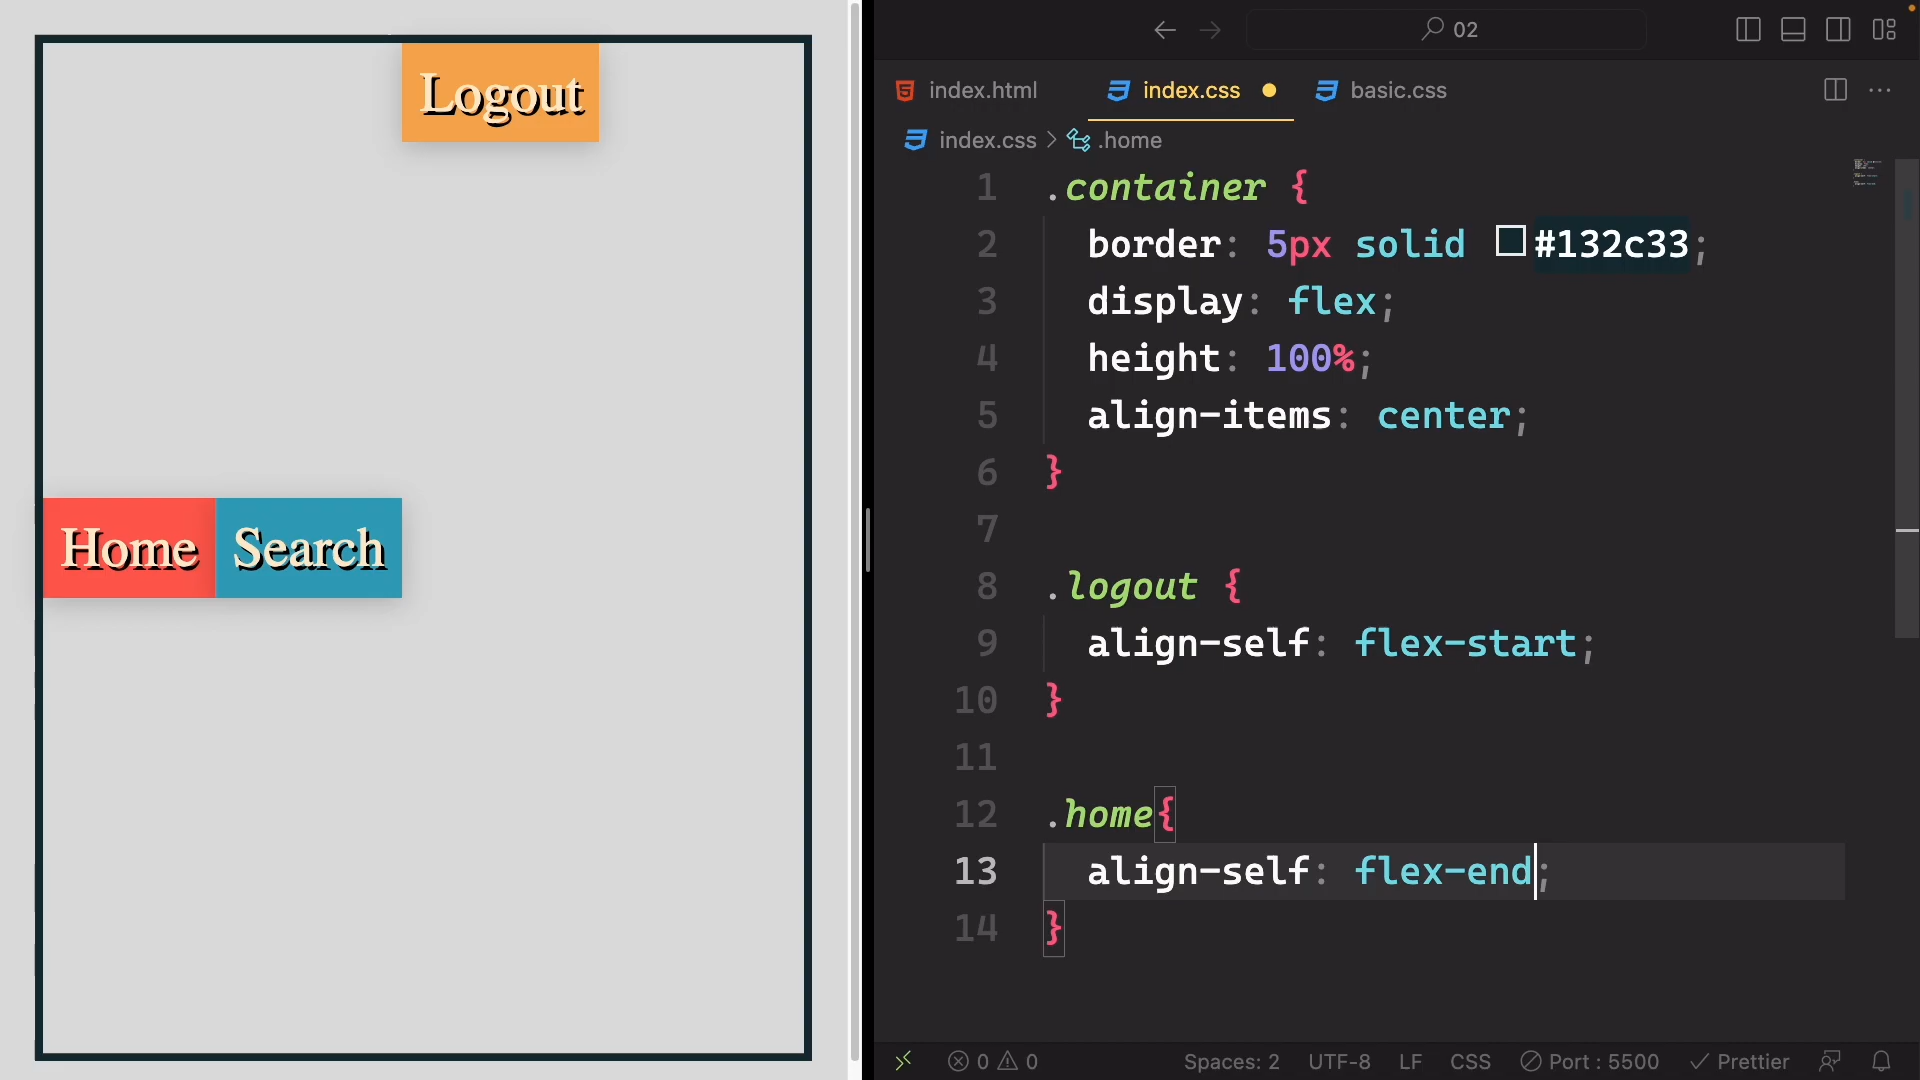 Logout
Home Search
02
index.html index.css basic.css
index.css > .home
1 .container {
2 border: 5px solid #132c33;
3 display: flex;
4 height: 100%;
5 align-items: center;
6 }
7
8 .logout {
9 align-self: flex-start;
10 }
11
12 .home{
13 align-self: flex-end;
14 }
0 0 Spaces: 2 UTF-8 LF CSS Port : 5500 Prettier